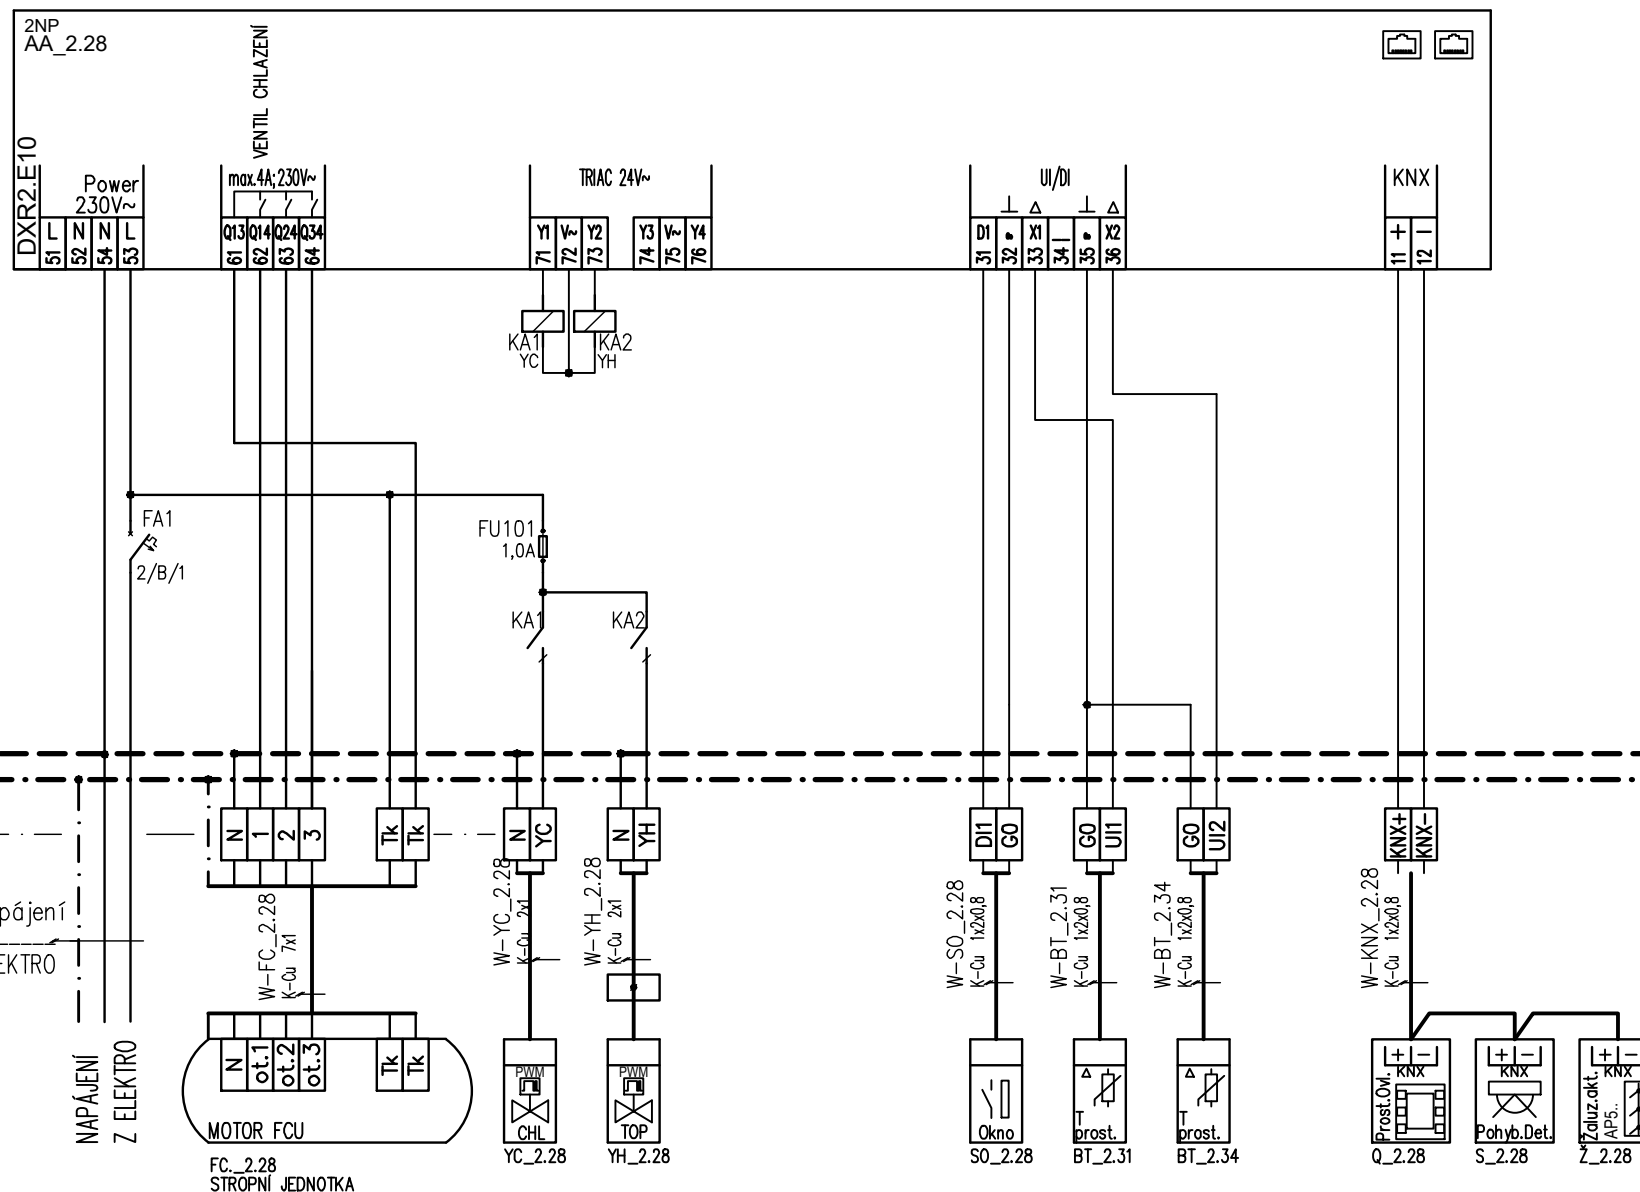 2NP
AA_2.28
DXR2.E10
VENTIL CHLAZENÍ
Power
230V~
max.4A;230V~
TRIAC 24V~
UI/DI
KNX
L N N L
51 52 54 53
Q13 Q14 Q24 Q34
61 62 63 64
Y1 V~ Y2
71 72 73
Y3 V~ Y4
74 75 76
D1 X1 X2
31 32 33 34 35 36
+ -
11 12
KA1
YC
KA2
YH
FA1
2/B/1
FU101
1,0A
KA1
KA2
N 1 2 3
Tk Tk
N YC
N YH
DI1 GO
GO UI1
GO UI2
KNX+ KNX-
pájení
EKTRO
W-FC_2.28
K-Cu 7x1
W-YC_2.28
K-Cu 2x1
W-YH_2.28
K-Cu 2x1
W-SO_2.28
K-Cu 1x2x0,8
W-BT_2.31
K-Cu 1x2x0,8
W-BT_2.34
K-Cu 1x2x0,8
W-KNX_2.28
K-Cu 1x2x0,8
NAPÁJENÍ
Z ELEKTRO
N ot.1 ot.2 ot.3
Tk Tk
MOTOR FCU
FC._2.28
STROPNÍ JEDNOTKA
PWM
CHL
YC_2.28
PWM
TOP
YH_2.28
Okno
SO_2.28
T
prost.
BT_2.31
T
prost.
BT_2.34
+ -
KNX
Prost.Ovl.
Q_2.28
+ -
KNX
Pohyb.Det.
S_2.28
+ -
KNX
Žaluz.akt.
AP5..
Ž_2.28